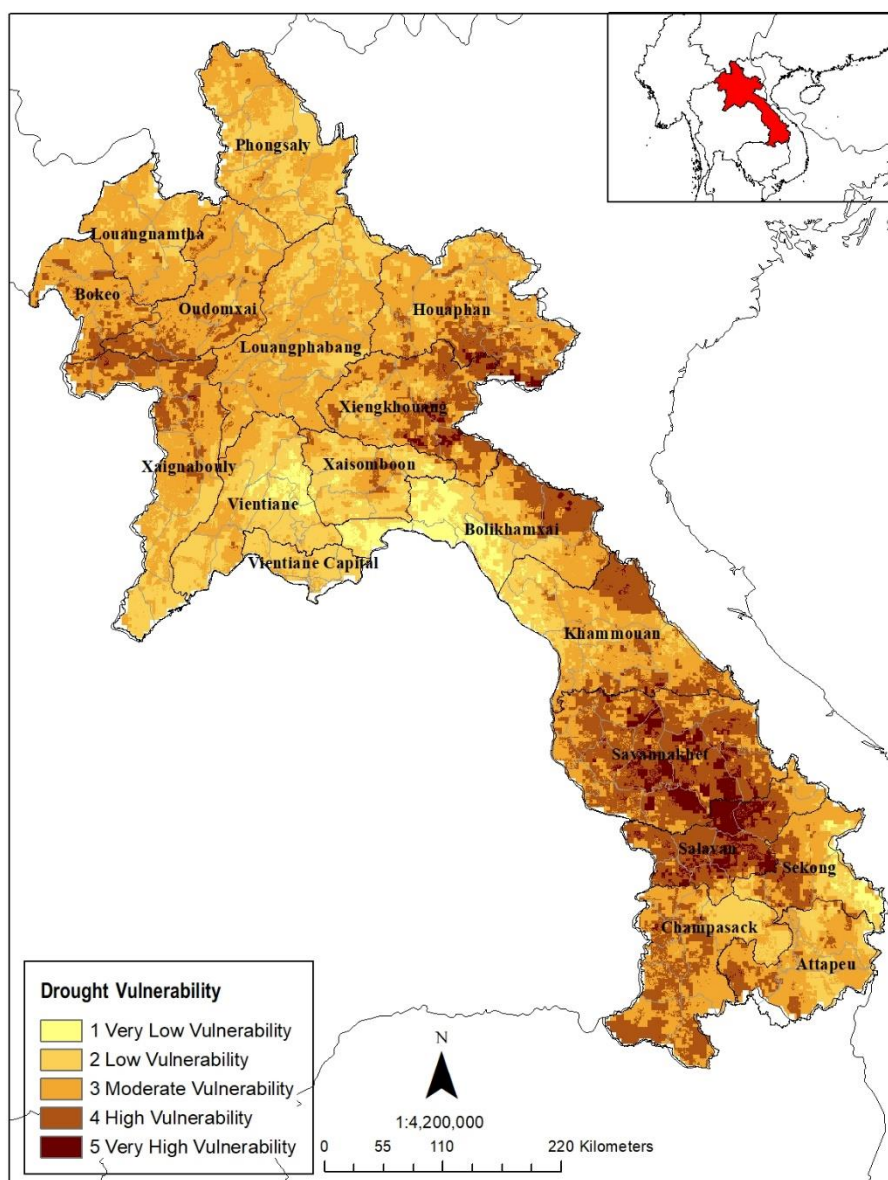 Phongsaly
Louangnamtha
Bokeo
Oudomxai
Houaphan
Louangphabang
Xiengkhouang
Xaignabouly
Xaisomboon
Vientiane
Bolikhamxai
Vientiane Capital
Khammouan
Savannakhet
Salavan
Sekong
Champasack
Attapeu
Drought Vulnerability
1 Very Low Vulnerability
2 Low Vulnerability
3 Moderate Vulnerability
4 High Vulnerability
5 Very High Vulnerability
N
1:4,200,000
0 55 110 220 Kilometers